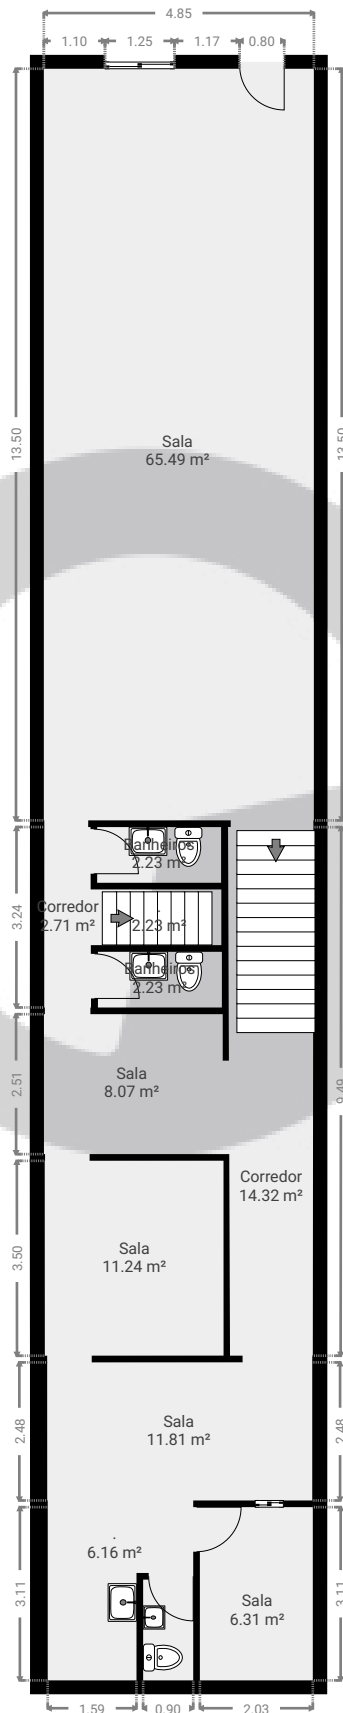 4.85
1.10 1.25 1.17 0.80
13.50
13.50
Sala
65.49 m²
Banheiros
2.23 m²
3.24
Corredor
2.71 m²
.
2.23 m²
Banheiros
2.23 m²
9.49
2.51
Sala
8.07 m²
Corredor
14.32 m²
3.50
Sala
11.24 m²
2.48
2.48
Sala
11.81 m²
.
6.16 m²
3.11
3.11
Sala
6.31 m²
1.59 0.90 2.03